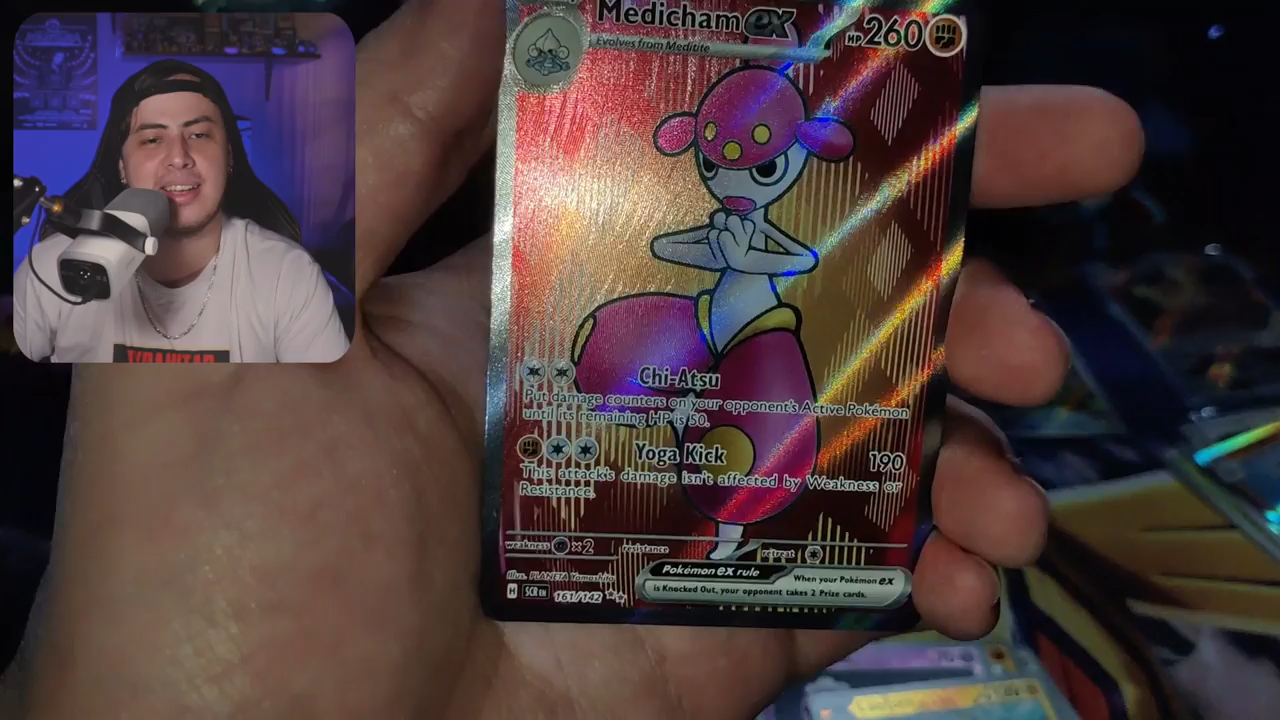 Medicham ex HP 260
Evolves from Meditite
Chi-Atsu
Put damage counters on your opponent's Active Pokémon
until its remaining HP is 50.
Yoga Kick 190
This attack's damage isn't affected by Weakness or
Resistance.
weakness ×2 resistance retreat
Illus. PLANETA Yamashita
Pokémon ex rule
When your Pokémon ex
is Knocked Out, your opponent takes 2 Prize cards.
H SCR EN 161/142